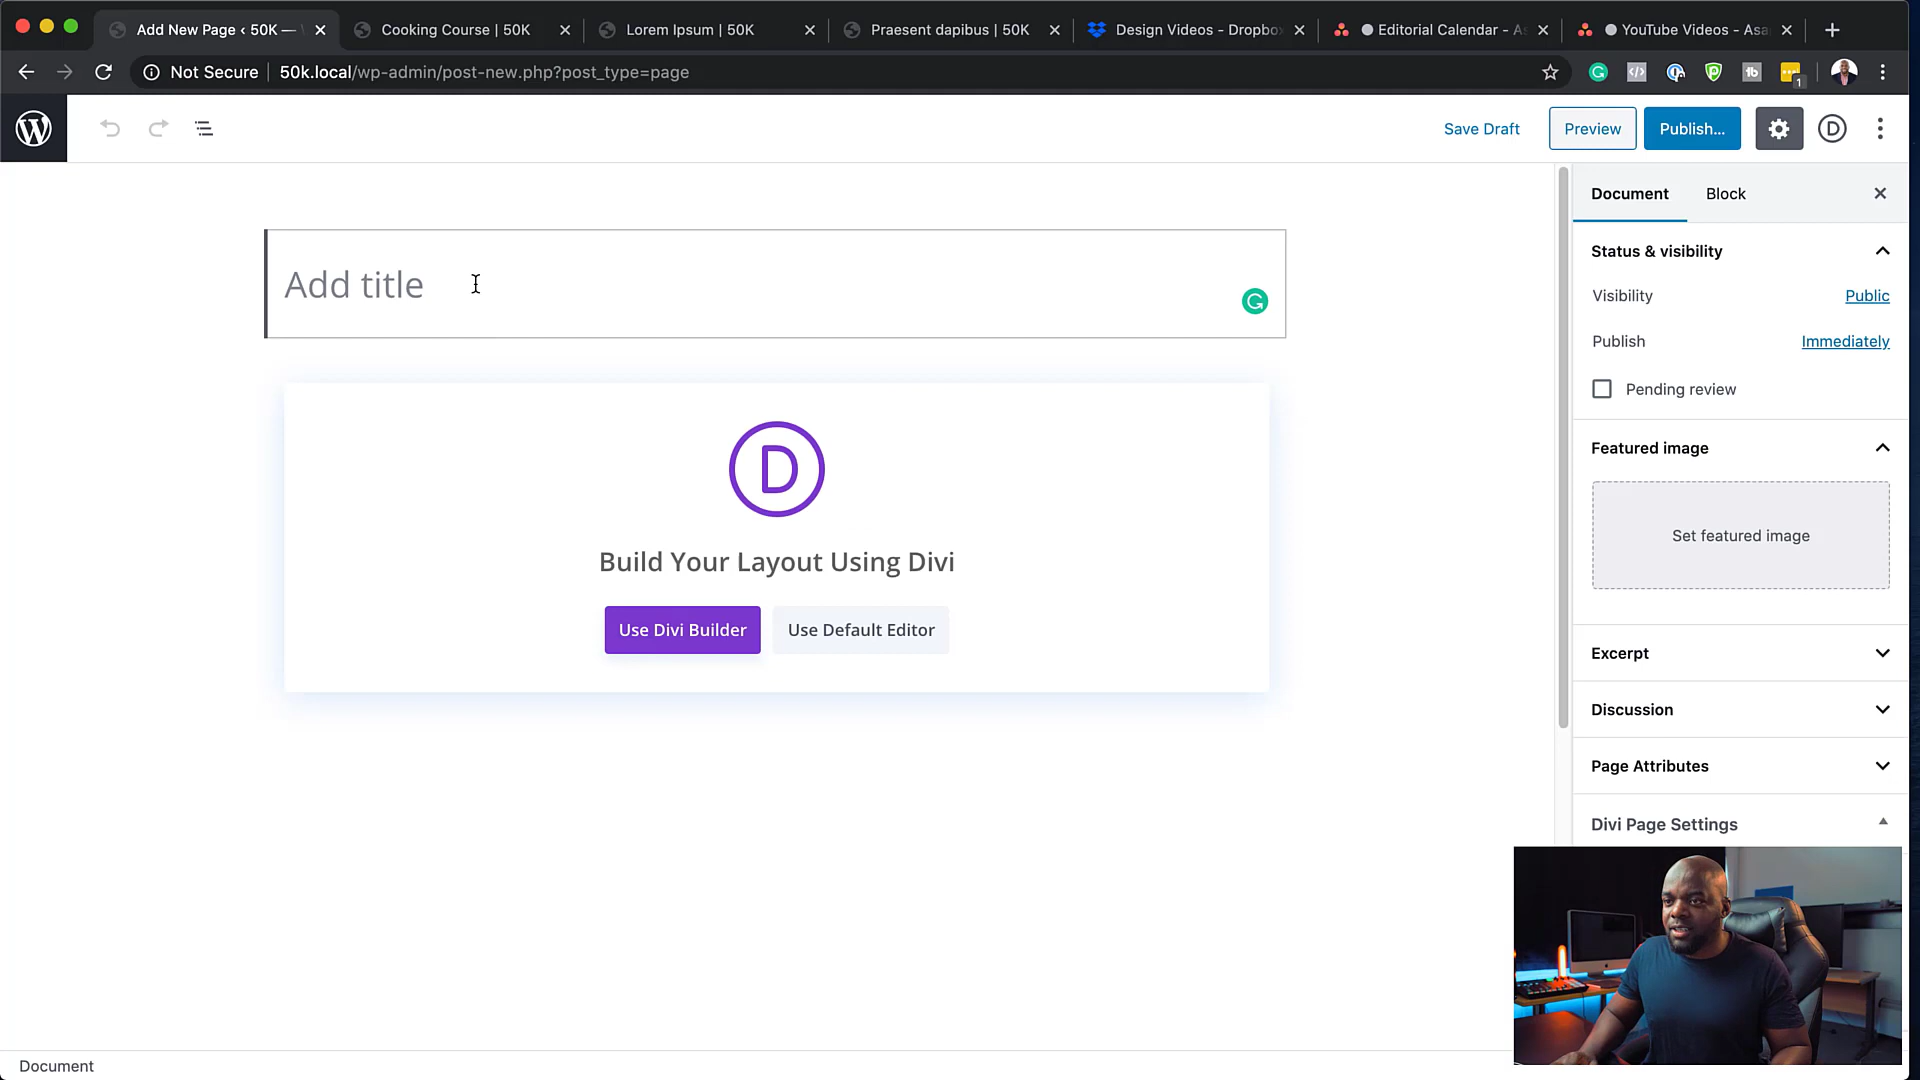 Add New Page ‹ 50K —
Cooking Course | 50K
Lorem Ipsum | 50K
Praesent dapibus | 50K
Design Videos - Dropbo
Editorial Calendar - As
YouTube Videos - Asa
Not Secure
50k.local/wp-admin/post-new.php?post_type=page
1
Save Draft
Preview
Publish...
Document
Block
Status & visibility
Add title
Visibility
Public
Publish
Immediately
Pending review
Featured image
D
Set featured image
Build Your Layout Using Divi
Use Divi Builder
Use Default Editor
Excerpt
Discussion
Page Attributes
Divi Page Settings
Document